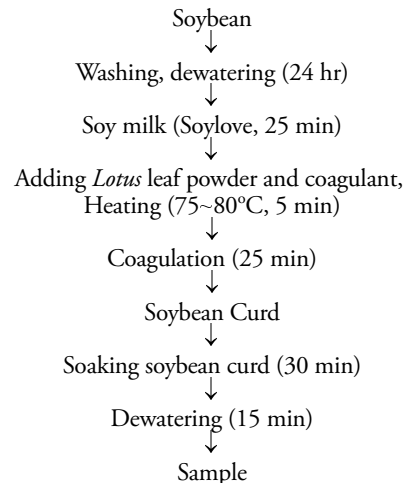 Soybean
↓
Washing, dewatering (24 hr)
↓
Soy milk (Soylove, 25 min)
↓
Adding Lotus leaf powder and coagulant,
Heating (75~80°C, 5 min)
↓
Coagulation (25 min)
↓
Soybean Curd
↓
Soaking soybean curd (30 min)
↓
Dewatering (15 min)
↓
Sample